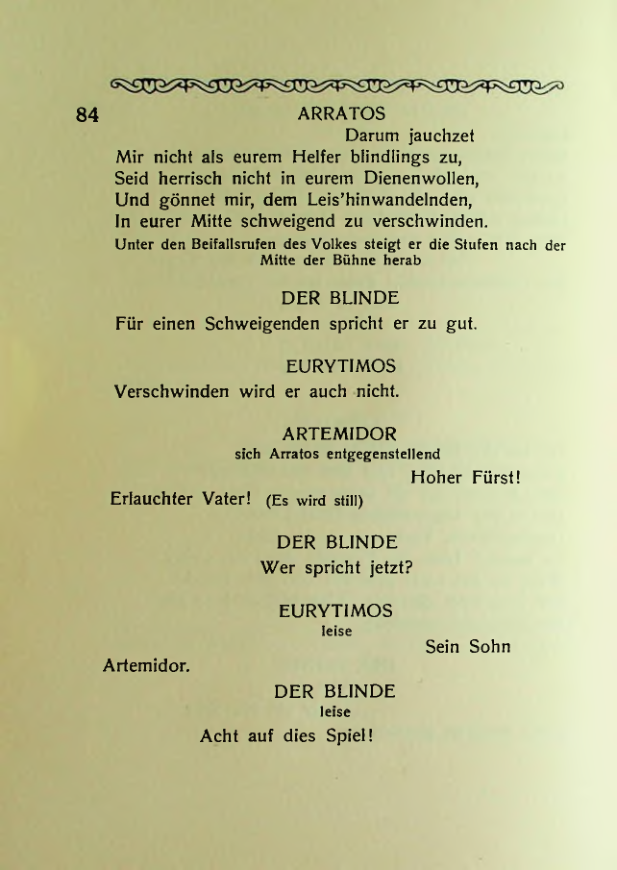 84
ARRATOS
Darum jauchzet
Mir nicht als eurem Helfer blindlings zu,
Seid herrisch nicht in eurem Dienenwollen,
Und gönnet mir, dem Leis'hinwandelnden,
In eurer Mitte schweigend zu verschwinden.
Unter den Beifallsrufen des Volkes steigt er die Stufen nach der
Mitte der Bühne herab
DER BLINDE
Für einen Schweigenden spricht er zu gut.
EURYTIMOS
Verschwinden wird er auch nicht.
ARTEMIDOR
sich Arratos entgegenstellend
Hoher Fürst!
Erlauchter Vater! (Es wird still)
DER BLINDE
Wer spricht jetzt?
EURYTIMOS
leise
Sein Sohn
Artemidor.
DER BLINDE
leise
Acht auf dies Spiel!